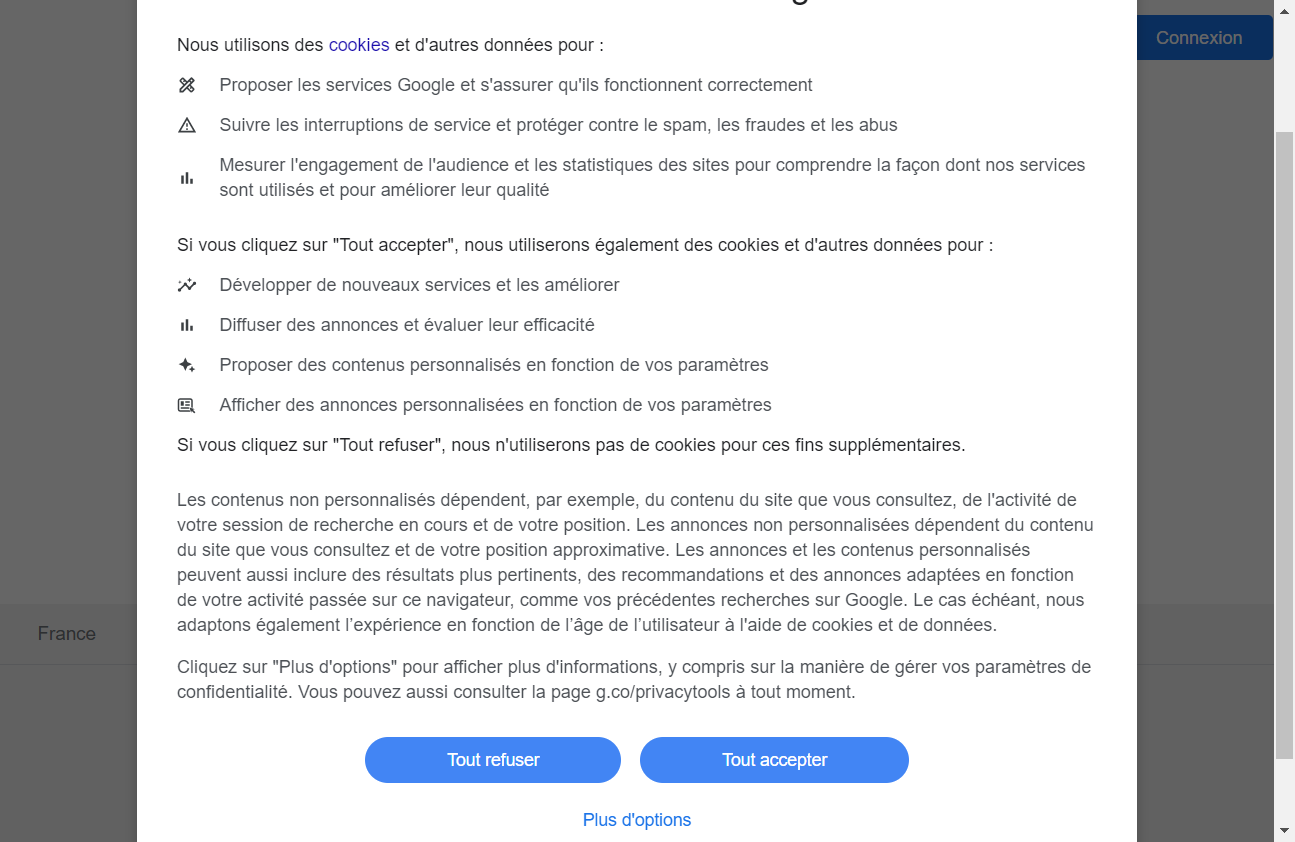 Connexion
Nous utilisons des cookies et d'autres données pour :
Proposer les services Google et s'assurer qu'ils fonctionnent correctement
Suivre les interruptions de service et protéger contre le spam, les fraudes et les abus
Mesurer l'engagement de l'audience et les statistiques des sites pour comprendre la façon dont nos services
sont utilisés et pour améliorer leur qualité
Si vous cliquez sur "Tout accepter", nous utiliserons également des cookies et d'autres données pour :
Développer de nouveaux services et les améliorer
Diffuser des annonces et évaluer leur efficacité
Proposer des contenus personnalisés en fonction de vos paramètres
Afficher des annonces personnalisées en fonction de vos paramètres
Si vous cliquez sur "Tout refuser", nous n'utiliserons pas de cookies pour ces fins supplémentaires.
Les contenus non personnalisés dépendent, par exemple, du contenu du site que vous consultez, de l'activité de
votre session de recherche en cours et de votre position. Les annonces non personnalisées dépendent du contenu
du site que vous consultez et de votre position approximative. Les annonces et les contenus personnalisés
peuvent aussi inclure des résultats plus pertinents, des recommandations et des annonces adaptées en fonction
de votre activité passée sur ce navigateur, comme vos précédentes recherches sur Google. Le cas échéant, nous
adaptons également l’expérience en fonction de l’âge de l’utilisateur à l'aide de cookies et de données.
France
Cliquez sur "Plus d'options" pour afficher plus d'informations, y compris sur la manière de gérer vos paramètres de
confidentialité. Vous pouvez aussi consulter la page g.co/privacytools à tout moment.
Tout refuser
Tout accepter
Plus d'options